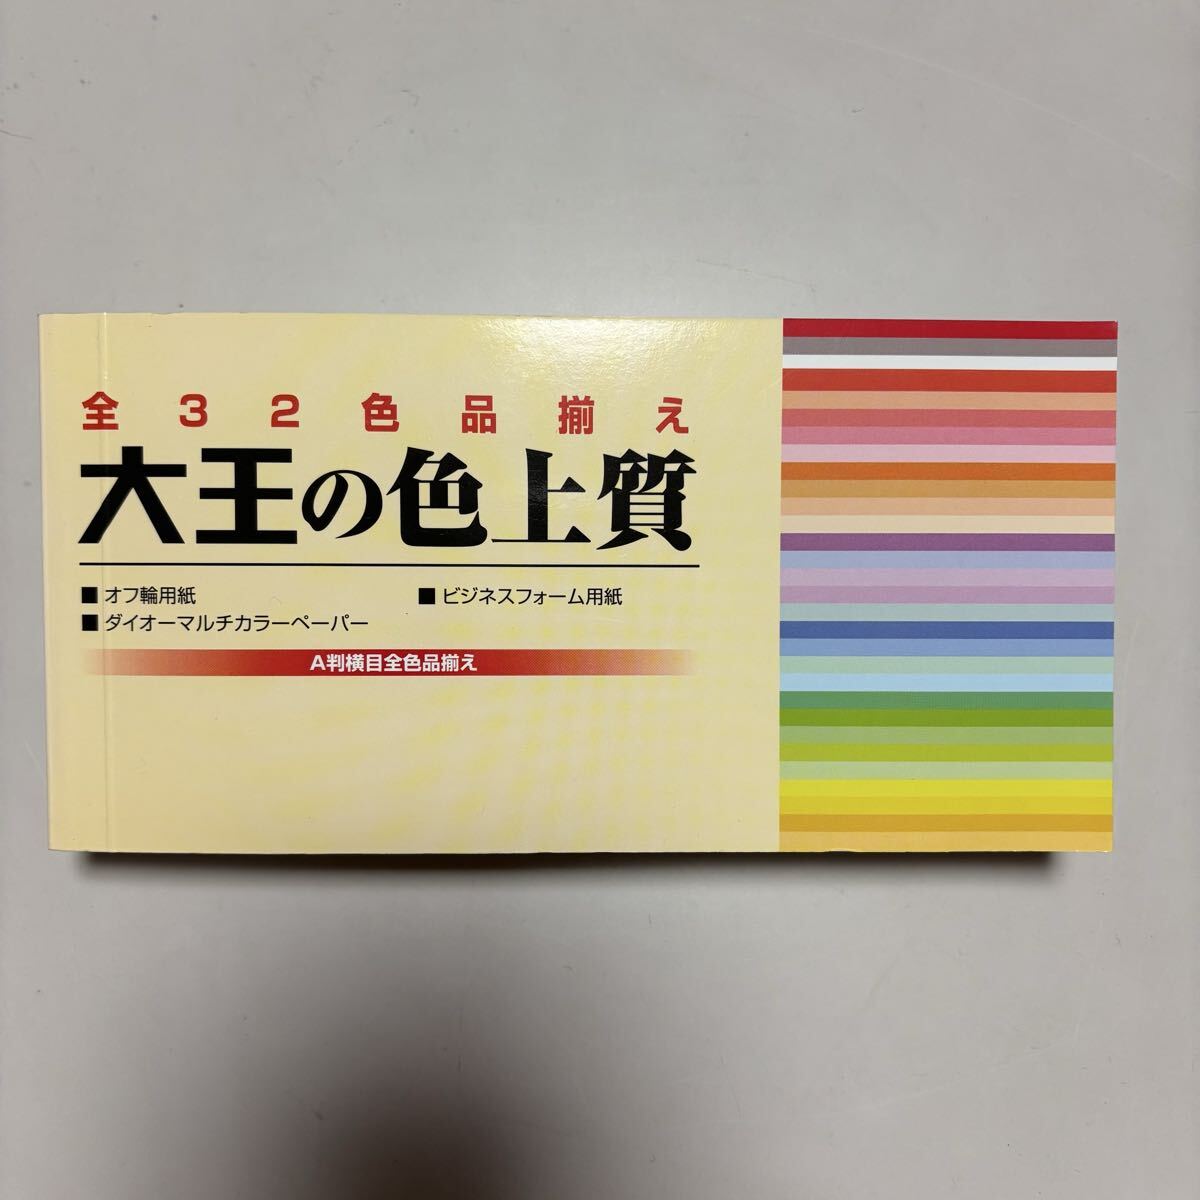 全32色品揃え
大王の色上質
■ オフ輪用紙 ■ ビジネスフォーム用紙
■ ダイオーマルチカラーペーパー
A判横目全色品揃え